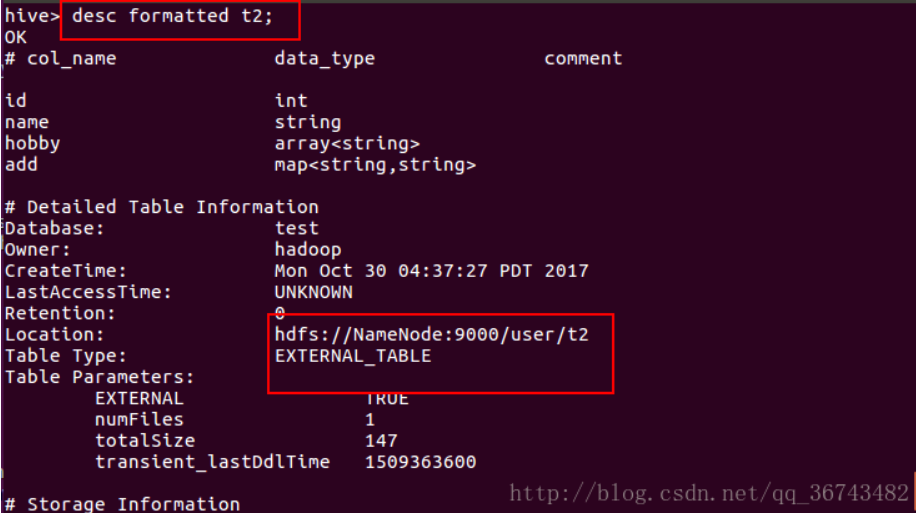 hive> desc formatted t2;
OK
# col_name data_type comment
id int
name string
hobby array<string>
add map<string,string>
# Detailed Table Information
Database: test
Owner: hadoop
CreateTime: Mon Oct 30 04:37:27 PDT 2017
LastAccessTime: UNKNOWN
Retention: 0
Location: hdfs://NameNode:9000/user/t2
Table Type: EXTERNAL_TABLE
Table Parameters:
EXTERNAL TRUE
numFiles 1
totalSize 147
transient_lastDdlTime 1509363600
# Storage Information
http://blog.csdn.net/qq_36743482